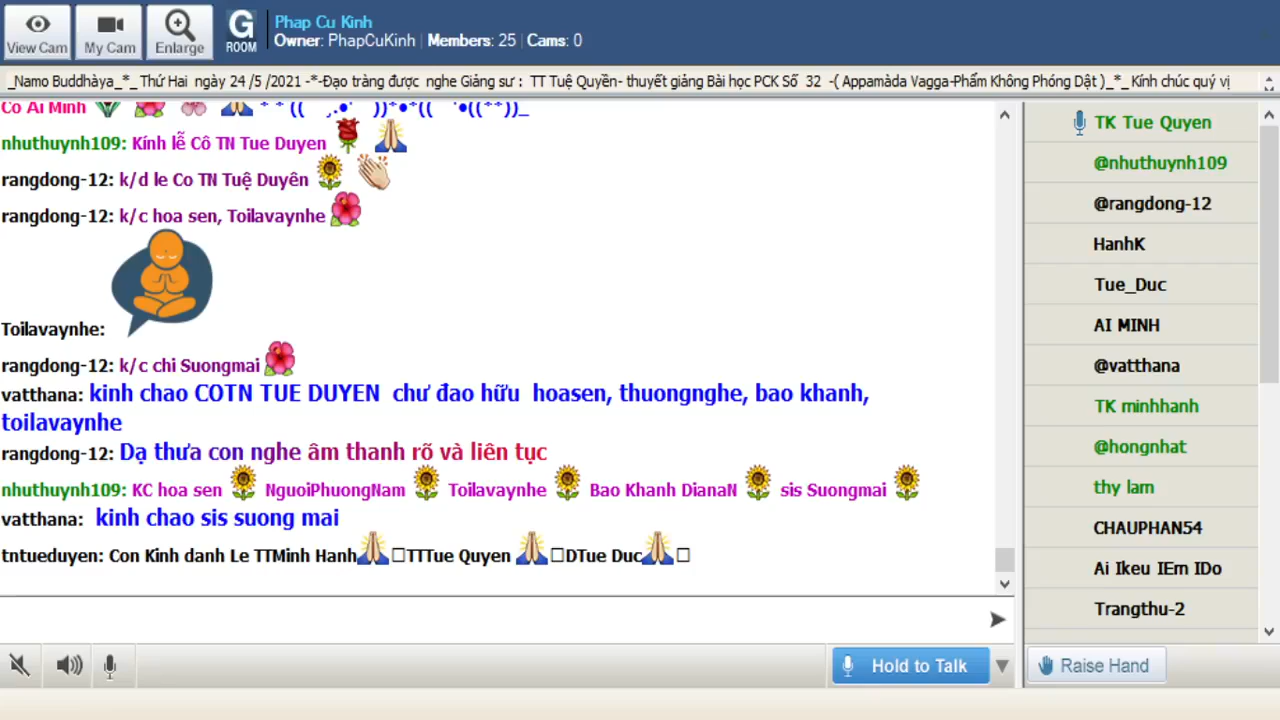 View Cam
My Cam
Enlarge
G
ROOM
Phap Cu Kinh
Owner: PhapCuKinh | Members: 25 | Cams: 0
_Namo Buddhàya_*_ Thứ Hai ngày 24 /5 /2021 -*-Đạo tràng được nghe Giảng sư : TT Tuệ Quyền- thuyết giảng Bài học PCK Số 32 -( Appamàda Vagga-Phẩm Không Phóng Dật )_*_ Kính chúc quý vị
Co Ai Minh
nhuthuynh109: Kính lễ Cô TN Tue Duyen
rangdong-12: k/d le Co TN Tuệ Duyên
rangdong-12: k/c hoa sen, Toilavaynhe
Toilavaynhe:
rangdong-12: k/c chi Suongmai
vatthana: kinh chao COTN TUE DUYEN chư đao hữu hoasen, thuongnghe, bao khanh,
toilavaynhe
rangdong-12: Dạ thưa con nghe âm thanh rõ và liên tục
nhuthuynh109: KC hoa sen NguoiPhuongNam Toilavaynhe Bao Khanh DianaN sis Suongmai
vatthana: kinh chao sis suong mai
tntueduyen: Con Kinh danh Le TTMinh Hanh TTTue Quyen DTue Duc
Hold to Talk
TK Tue Quyen
@nhuthuynh109
@rangdong-12
HanhK
Tue_Duc
AI MINH
@vatthana
TK minhhanh
@hongnhat
thy lam
CHAUPHAN54
Ai Ikeu IEm IDo
Trangthu-2
Raise Hand